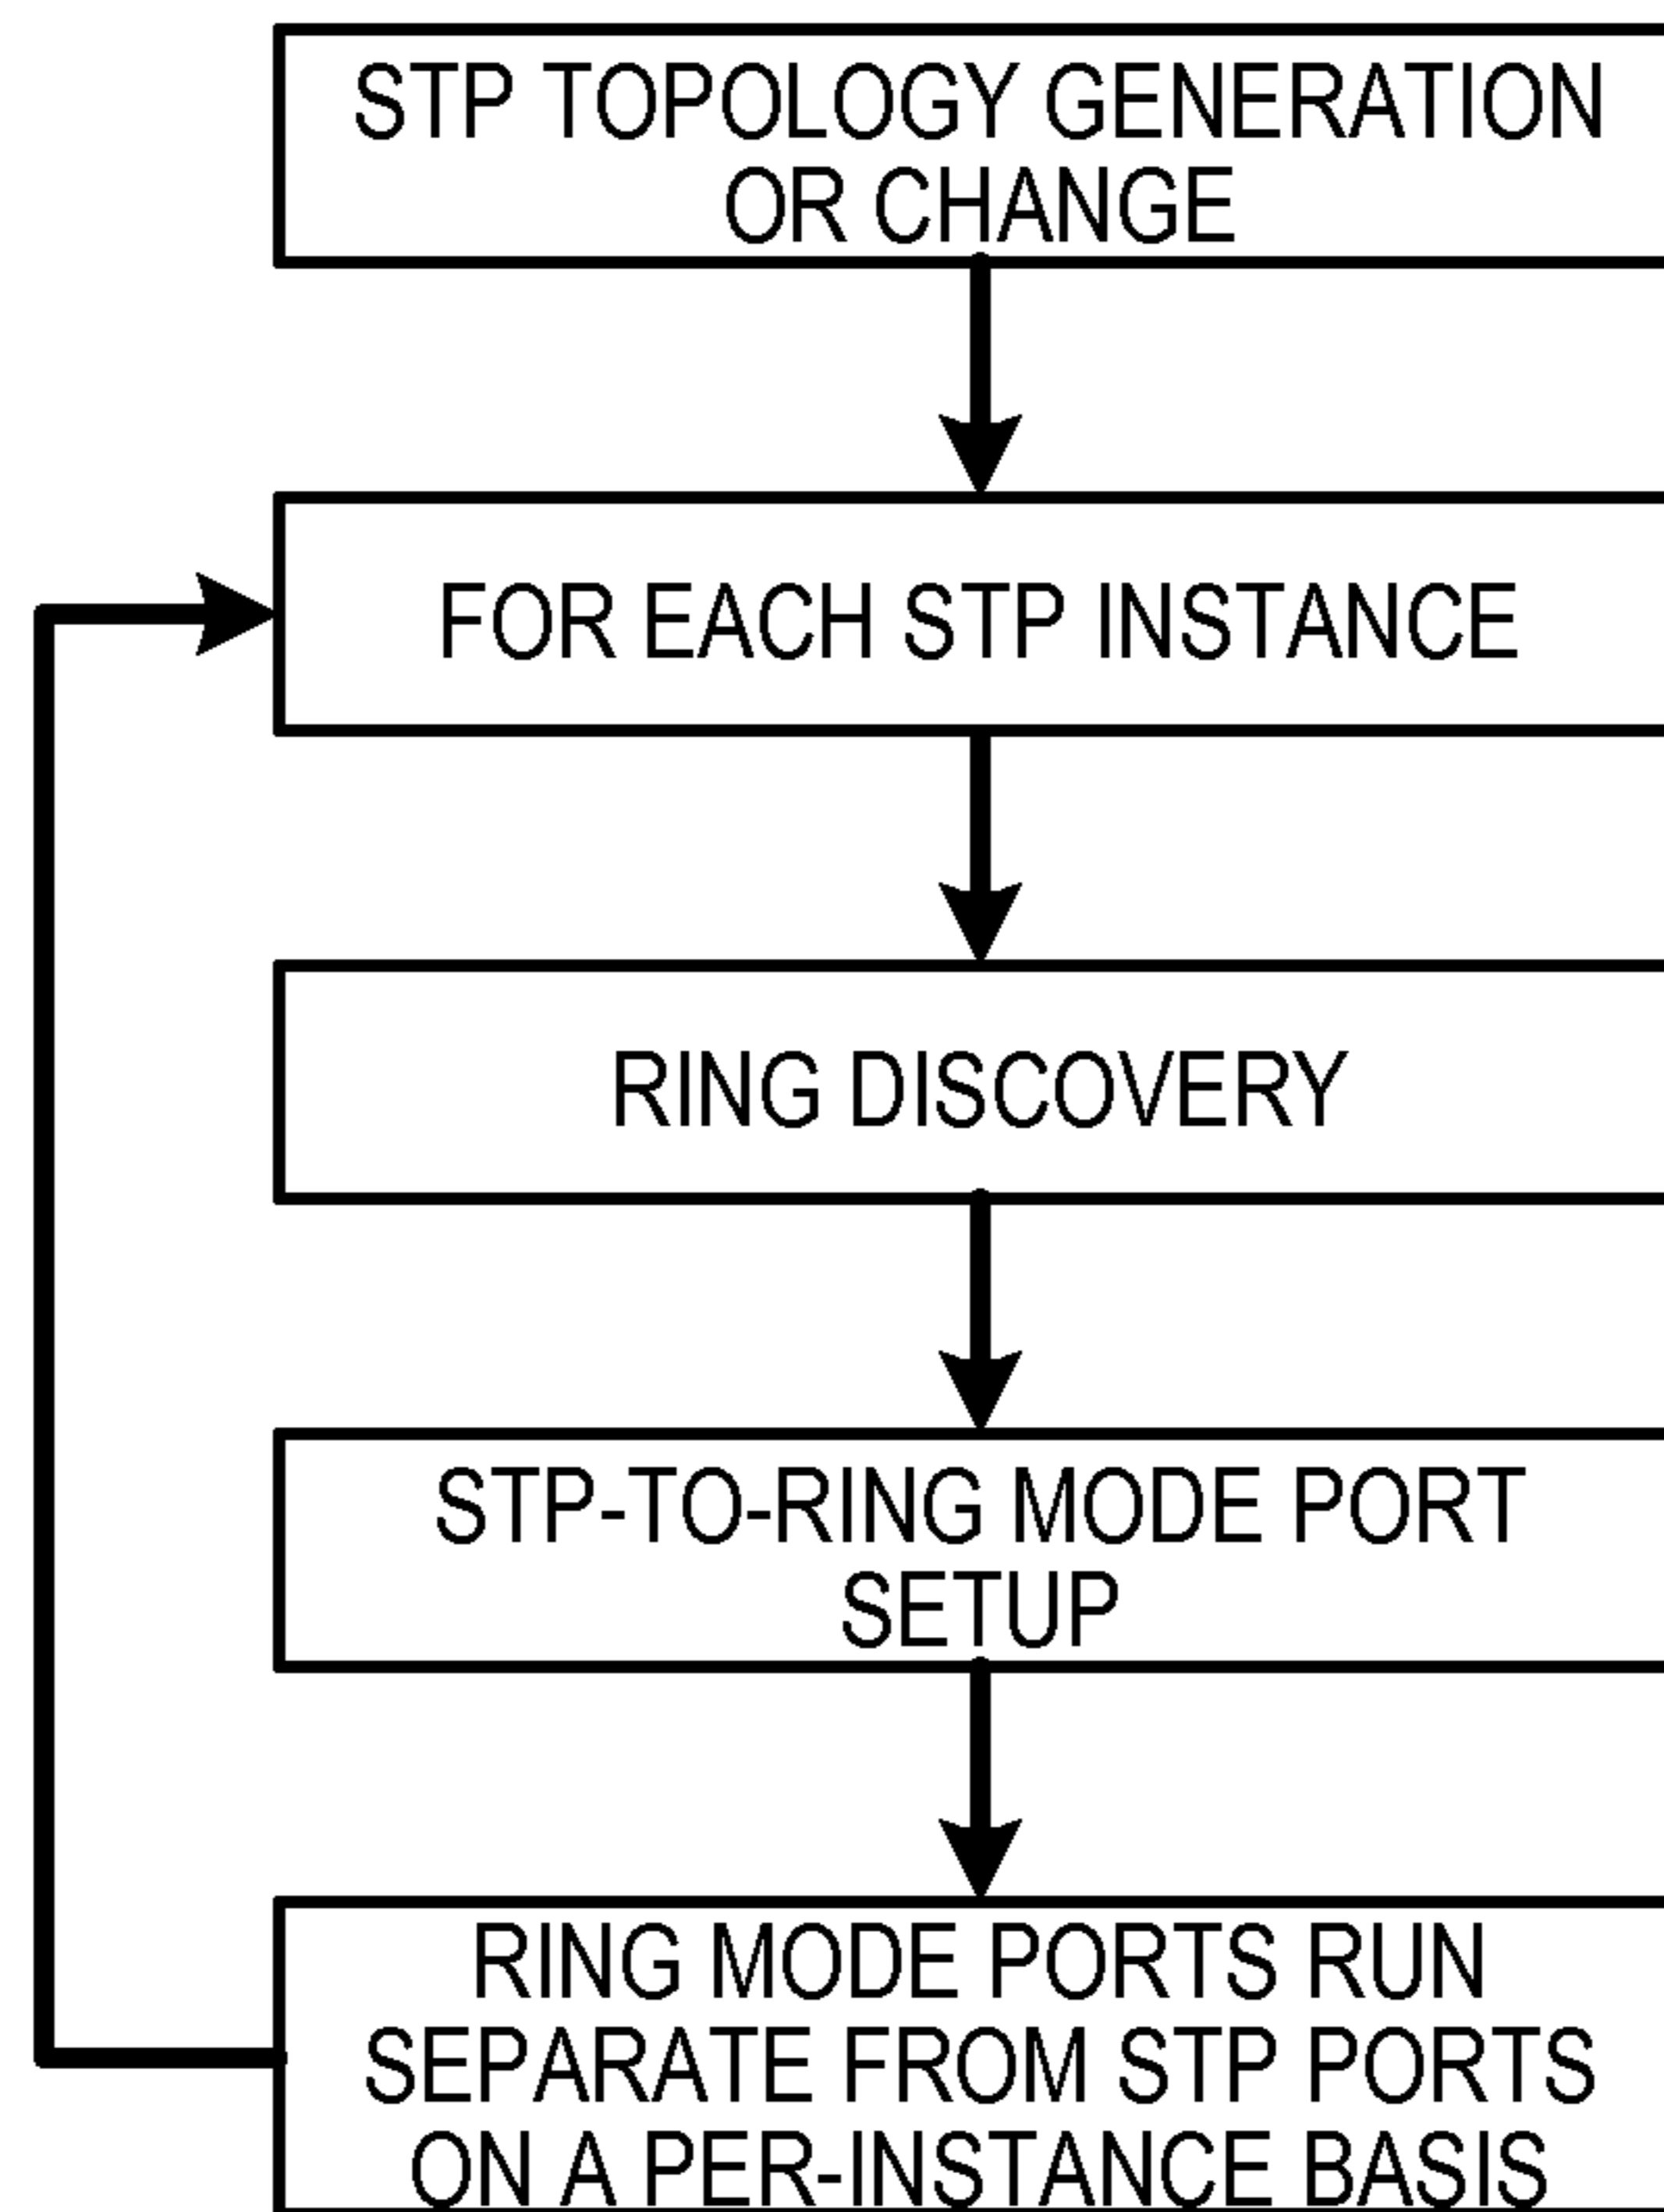 STP TOPOLOGY GENERATION
OR CHANGE
FOR EACH STP INSTANCE
RING DISCOVERY
STP-TO-RING MODE PORT
SETUP
RING MODE PORTS RUN
SEPARATE FROM STP PORTS
ON A PER-INSTANCE BASIS